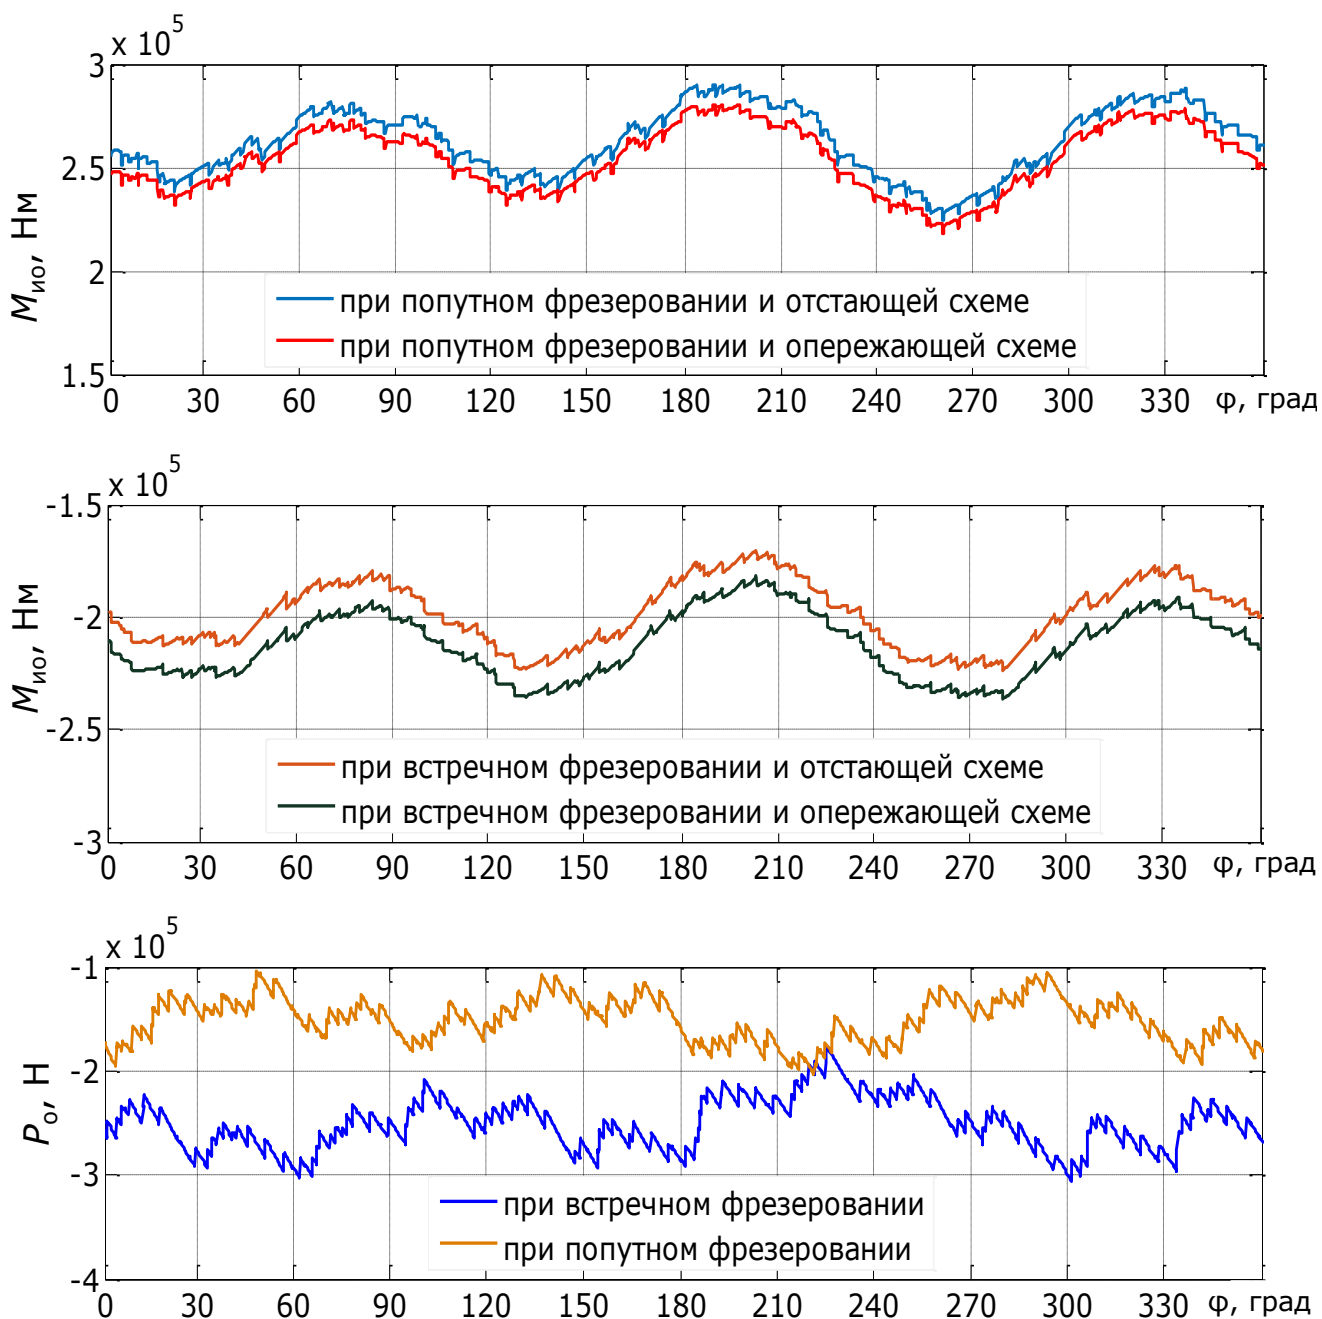 x 10^5
3
2.5
2
1.5
M_ио, Нм
при попутном фрезеровании и отстающей схеме
при попутном фрезеровании и опережающей схеме
0 30 60 90 120 150 180 210 240 270 300 330 φ, град
x 10^5
-1.5
-2
-2.5
-3
M_ио, Нм
при встречном фрезеровании и отстающей схеме
при встречном фрезеровании и опережающей схеме
0 30 60 90 120 150 180 210 240 270 300 330 φ, град
x 10^5
-1
-2
-3
-4
P_о, Н
при встречном фрезеровании
при попутном фрезеровании
0 30 60 90 120 150 180 210 240 270 300 330 φ, град